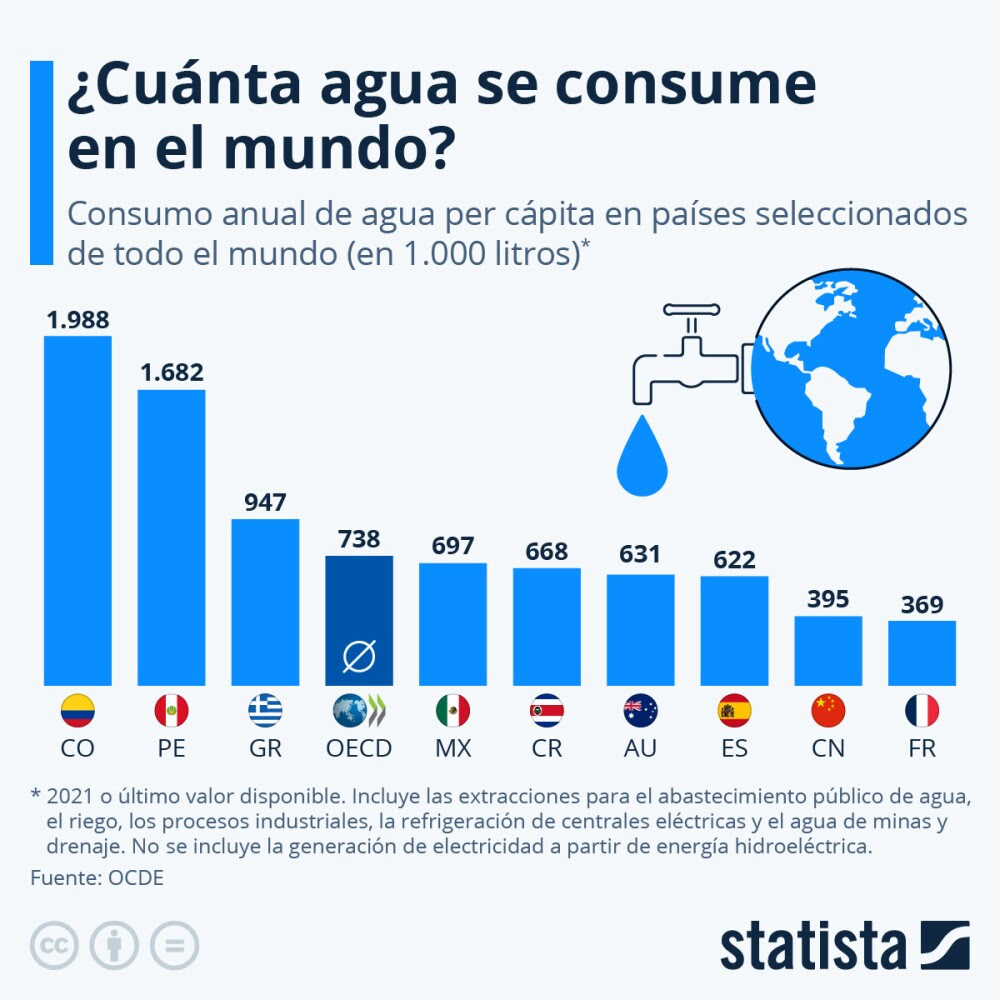 ¿Cuánta agua se consume
en el mundo?
Consumo anual de agua per cápita en países seleccionados
de todo el mundo (en 1.000 litros)*
1.988
1.682
947
738
697
668
631
622
395
369
CO
PE
GR
OECD
MX
CR
AU
ES
CN
FR
* 2021 o último valor disponible. Incluye las extracciones para el abastecimiento público de agua,
el riego, los procesos industriales, la refrigeración de centrales eléctricas y el agua de minas y
drenaje. No se incluye la generación de electricidad a partir de energía hidroeléctrica.
Fuente: OCDE
cc
statista